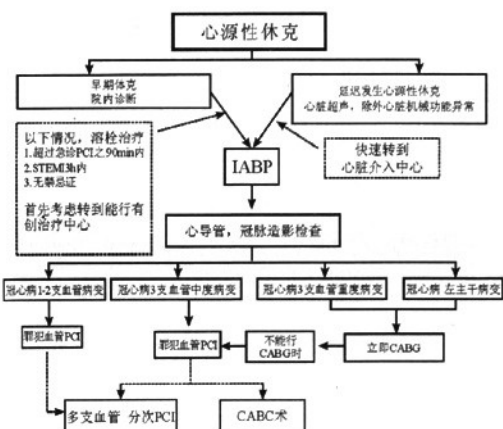 心源性休克
早期休克
院内诊断
延迟发生心源性休克
心脏超声，除外心脏机械功能异常
以下情况，溶栓治疗
1.超过急诊PCI之90min内
2.STEMI3h内
3.无禁忌证
首先考虑转到能行有
创治疗中心
IABP
快速转到
心脏介入中心
心导管，冠脉造影检查
冠心病1-2支血管病变
冠心病3支血管中度病变
冠心病3支血管重度病变
冠心病 左主干病变
罪犯血管PCI
罪犯血管PCI
不能行
CABG时
立即CABG
多支血管 分次PCI
CABC术